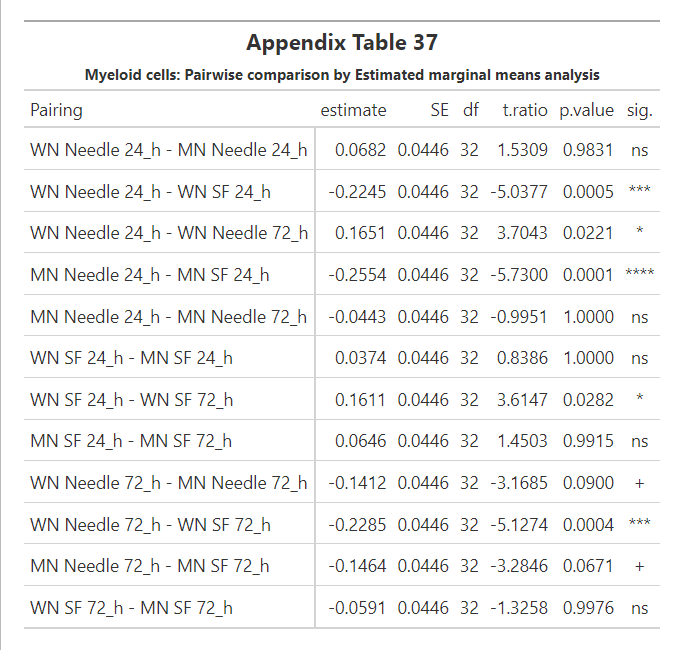 Appendix Table 37
Myeloid cells: Pairwise comparison by Estimated marginal means analysis
Pairing estimate SE df t.ratio p.value sig.
WN Needle 24_h - MN Needle 24_h 0.0682 0.0446 32 1.5309 0.9831 ns
WN Needle 24_h - WN SF 24_h -0.2245 0.0446 32 -5.0377 0.0005 ***
WN Needle 24_h - WN Needle 72_h 0.1651 0.0446 32 3.7043 0.0221 *
MN Needle 24_h - MN SF 24_h -0.2554 0.0446 32 -5.7300 0.0001 ****
MN Needle 24_h - MN Needle 72_h -0.0443 0.0446 32 -0.9951 1.0000 ns
WN SF 24_h - MN SF 24_h 0.0374 0.0446 32 0.8386 1.0000 ns
WN SF 24_h - WN SF 72_h 0.1611 0.0446 32 3.6147 0.0282 *
MN SF 24_h - MN SF 72_h 0.0646 0.0446 32 1.4503 0.9915 ns
WN Needle 72_h - MN Needle 72_h -0.1412 0.0446 32 -3.1685 0.0900 +
WN Needle 72_h - WN SF 72_h -0.2285 0.0446 32 -5.1274 0.0004 ***
MN Needle 72_h - MN SF 72_h -0.1464 0.0446 32 -3.2846 0.0671 +
WN SF 72_h - MN SF 72_h -0.0591 0.0446 32 -1.3258 0.9976 ns